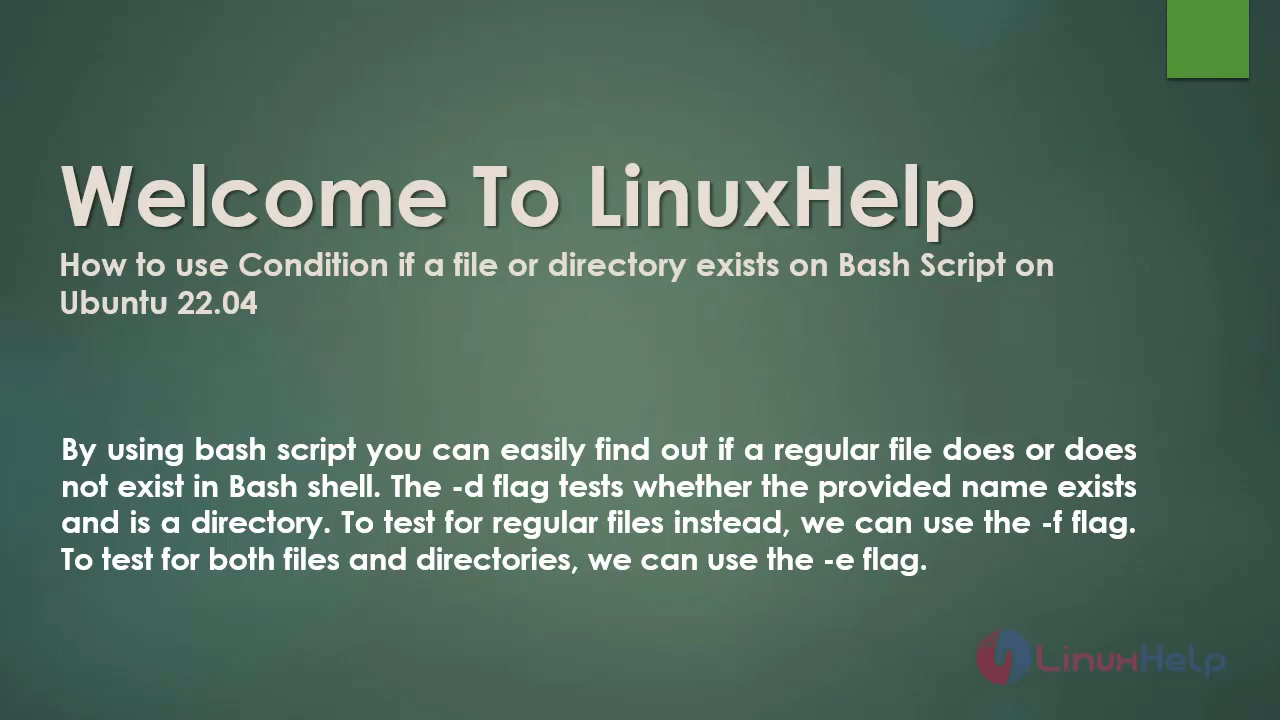 Welcome To LinuxHelp
How to use Condition if a file or directory exists on Bash Script on
Ubuntu 22.04
By using bash script you can easily find out if a regular file does or does
not exist in Bash shell. The -d flag tests whether the provided name exists
and is a directory. To test for regular files instead, we can use the -f flag.
To test for both files and directories, we can use the -e flag.
LinuxHelp